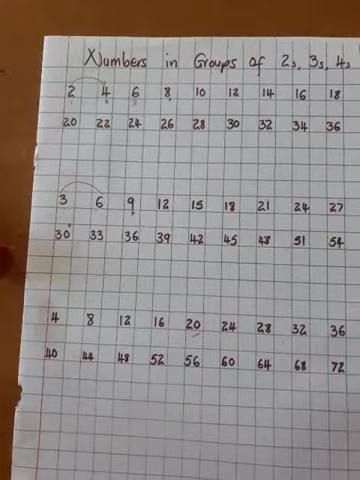 Numbers in Groups of 2s, 3s, 4s
2 4 6 8 10 12 14 16 18
20 22 24 26 28 30 32 34 36
3 6 9 12 15 18 21 24 27
30 33 36 39 42 45 48 51 54
4 8 12 16 20 24 28 32 36
40 44 48 52 56 60 64 68 72